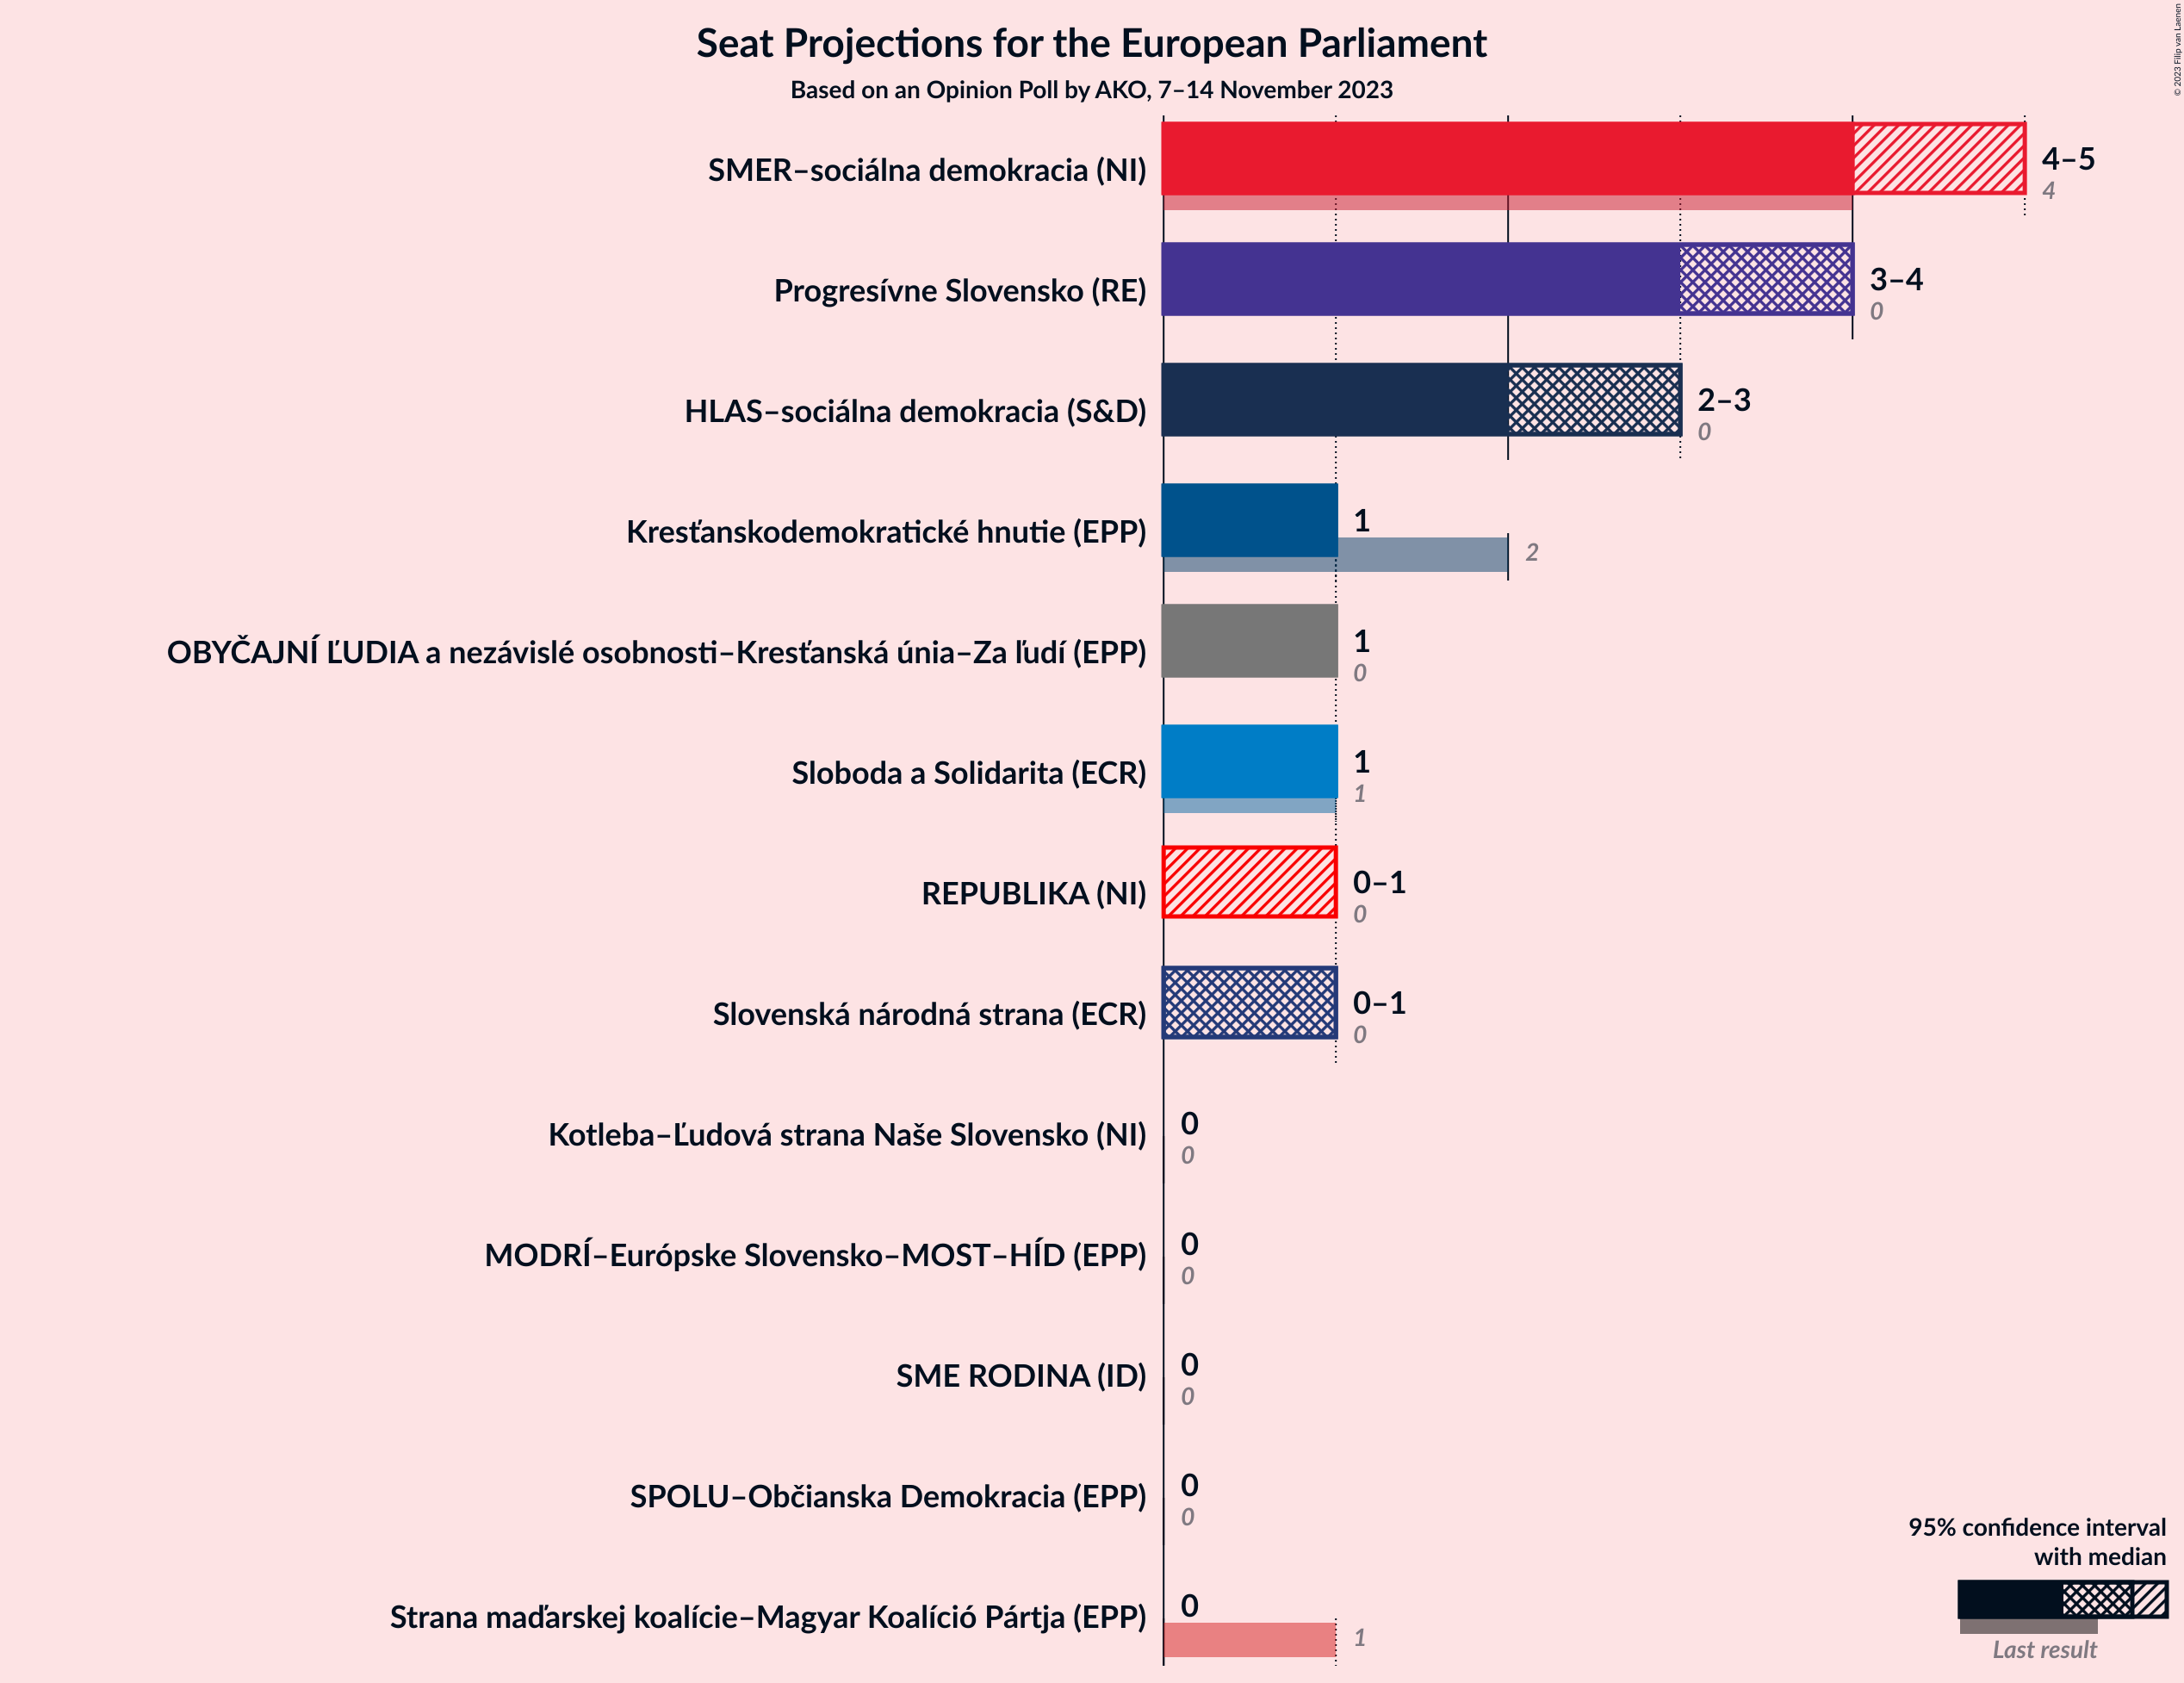 Seat Projections for the European Parliament
Based on an Opinion Poll by AKO, 7–14 November 2023
© 2023 Filip van Laenen
SMER–sociálna demokracia (NI)
4–5
4
Progresívne Slovensko (RE)
3–4
0
HLAS–sociálna demokracia (S&D)
2–3
0
Kresťanskodemokratické hnutie (EPP)
1
2
OBYČAJNÍ ĽUDIA a nezávislé osobnosti–Kresťanská únia–Za ľudí (EPP)
1
0
Sloboda a Solidarita (ECR)
1
1
REPUBLIKA (NI)
0–1
0
Slovenská národná strana (ECR)
0–1
0
Kotleba–Ľudová strana Naše Slovensko (NI)
0
0
MODRÍ–Európske Slovensko–MOST–HÍD (EPP)
0
0
SME RODINA (ID)
0
0
SPOLU–Občianska Demokracia (EPP)
0
0
Strana maďarskej koalície–Magyar Koalíció Pártja (EPP)
0
1
95% confidence interval
with median
Last result